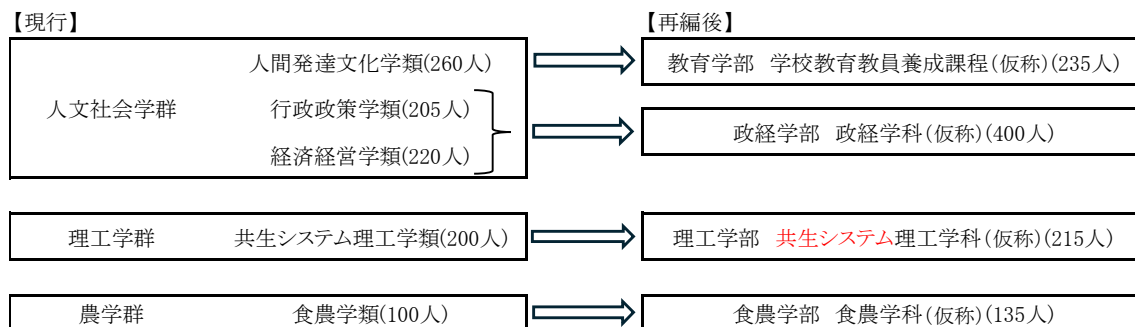 【現行】 【再編後】
人間発達文化学類(260人) 教育学部 学校教育教員養成課程(仮称)(235人)
人文社会学群 行政政策学類(205人)
政経学部 政経学科(仮称)(400人)
経済経営学類(220人)
理工学群 共生システム理工学類(200人) 理工学部 共生システム理工学科(仮称)(215人)
農学群 食農学類(100人) 食農学部 食農学科(仮称)(135人)